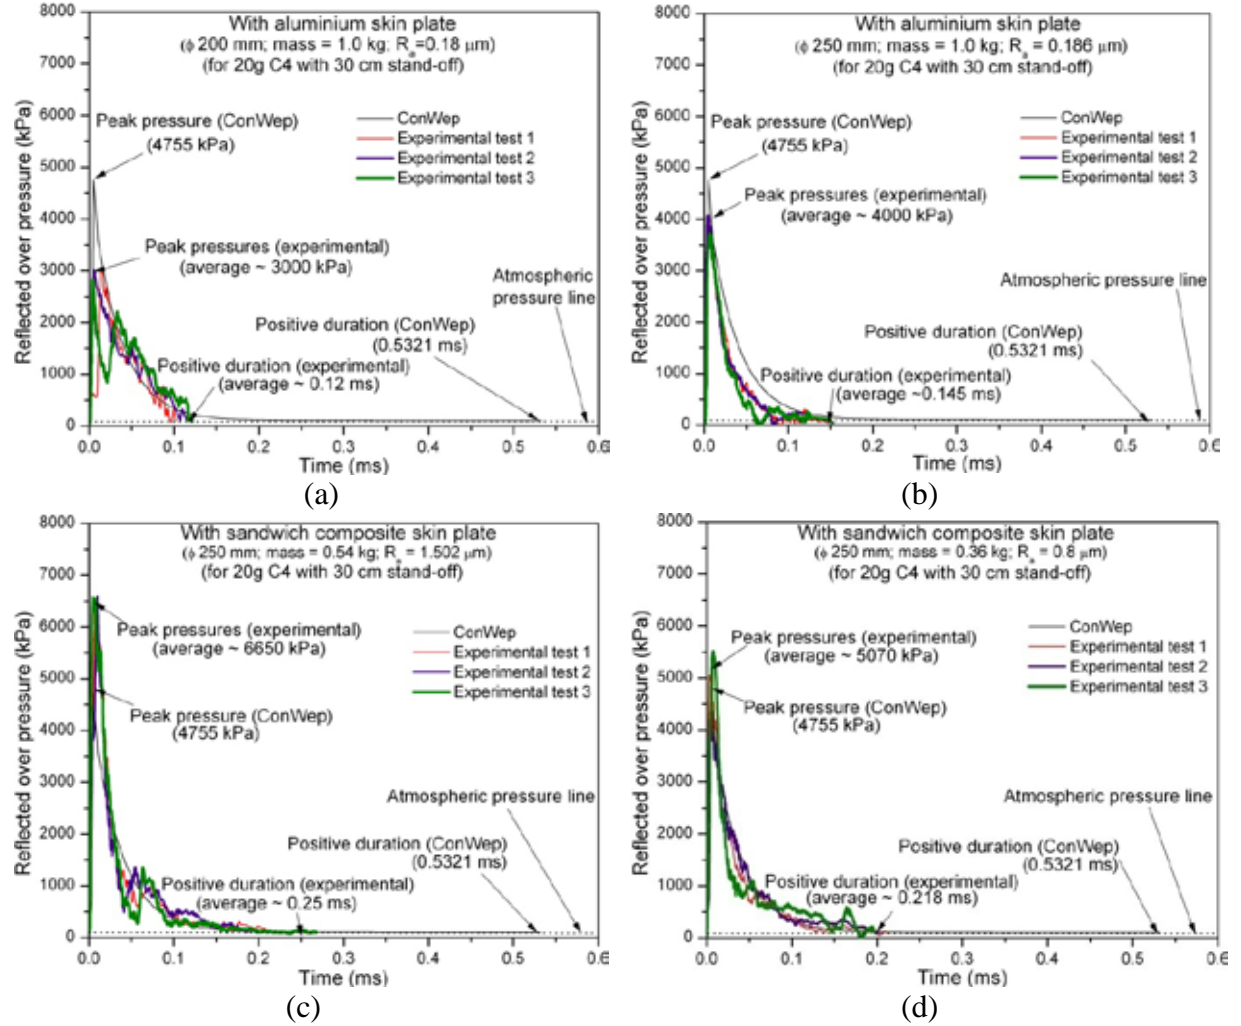 With aluminium skin plate
(ϕ 200 mm; mass = 1.0 kg; Rₐ=0.18 μm)
(for 20g C4 with 30 cm stand-off)
Peak pressure (ConWep)
(4755 kPa)
ConWep
Experimental test 1
Experimental test 2
Experimental test 3
Peak pressures (experimental)
(average ~ 3000 kPa)
Atmospheric
pressure line
Positive duration (ConWep)
(0.5321 ms)
Positive duration (experimental)
(average ~ 0.12 ms)
Reflected over pressure (kPa)
8000
7000
6000
5000
4000
3000
2000
1000
0
0.0 0.1 0.2 0.3 0.4 0.5 0.6
Time (ms)
(a)
With aluminium skin plate
(ϕ 250 mm; mass = 1.0 kg; Rₐ = 0.186 μm)
(for 20g C4 with 30 cm stand-off)
Peak pressure (ConWep)
(4755 kPa)
ConWep
Experimental test 1
Experimental test 2
Experimental test 3
Peak pressures (experimental)
(average ~ 4000 kPa)
Atmospheric pressure line
Positive duration (ConWep)
(0.5321 ms)
Positive duration (experimental)
(average ~0.145 ms)
Reflected over pressure (kPa)
8000
7000
6000
5000
4000
3000
2000
1000
0
0.0 0.1 0.2 0.3 0.4 0.5 0.6
Time (ms)
(b)
With sandwich composite skin plate
(ϕ 250 mm; mass = 0.54 kg; Rₐ = 1.502 μm)
(for 20g C4 with 30 cm stand-off)
Peak pressures (experimental)
(average ~ 6650 kPa)
ConWep
Experimental test 1
Experimental test 2
Experimental test 3
Peak pressure (ConWep)
(4755 kPa)
Atmospheric pressure line
Positive duration (ConWep)
(0.5321 ms)
Positive duration (experimental)
(average ~ 0.25 ms)
Reflected over pressure (kPa)
8000
7000
6000
5000
4000
3000
2000
1000
0
0.0 0.1 0.2 0.3 0.4 0.5 0.6
Time (ms)
(c)
With sandwich composite skin plate
(ϕ 250 mm; mass = 0.36 kg; Rₐ = 0.8 μm)
(for 20g C4 with 30 cm stand-off)
Peak pressures (experimental)
(average ~ 5070 kPa)
ConWep
Experimental test 1
Experimental test 2
Experimental test 3
Peak pressure (ConWep)
(4755 kPa)
Atmospheric pressure line
Positive duration (ConWep)
(0.5321 ms)
Positive duration (experimental)
(average ~ 0.218 ms)
Reflected over pressure (kPa)
8000
7000
6000
5000
4000
3000
2000
1000
0
0.0 0.1 0.2 0.3 0.4 0.5 0.6
Time (ms)
(d)